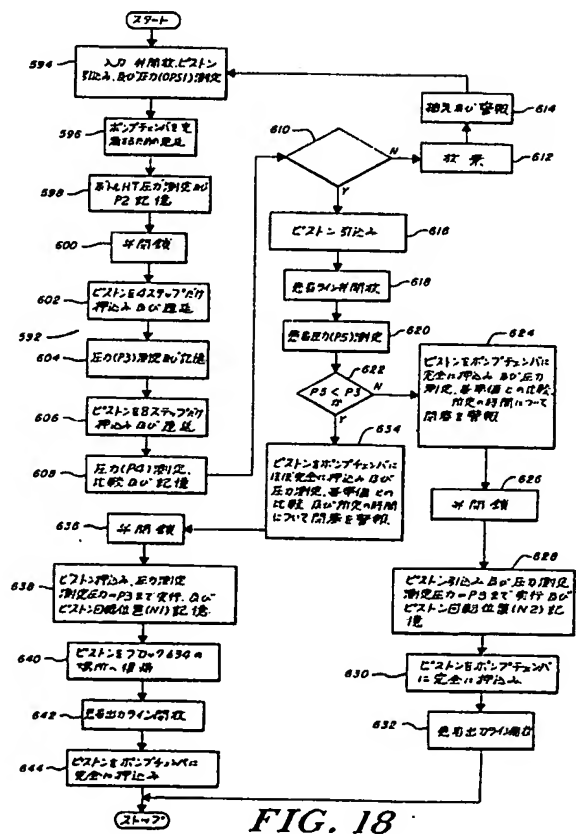 スタート
594
入力弁開放、ピストン
引込み、及び圧力(OPS1)測定
596
ポンプチェンバを充
満するための遅延
598
ボトルHT圧力測定及び
P2記憶
600
弁閉鎖
602
ピストンを4ステップだけ
押込み及び遅延
592
604
圧力(P3)測定及び記憶
606
ピストンを8ステップだけ
押込み及び遅延
608
圧力(P4)測定、
比較及び記憶
610
N
Y
612
614
及び警報
ピストン引込み
616
患者ライン弁開放
618
患者圧力(P5)測定
620
622
P5<P3
か
N
Y
624
ピストンをポンプチェンバに
完全に押込み及び圧力
測定、基準値との比較、
所定の時間について
閉塞を警報
626
弁閉鎖
628
ピストン引込み及び圧力測定
測定圧力=P3まで実行及び
ピストン回転位置(N2)記憶
630
ピストンをポンプチェンバ
に完全に押込み
632
患者出力ライン開放
634
ピストンをポンプチェンバに
ほぼ完全に押込み及び
圧力測定、基準値との
比較及び所定の時間
について閉塞を警報
636
弁閉鎖
638
ピストン押込み、圧力測定
測定圧力=P3まで実行、及び
ピストン回転位置(N1)記憶
640
ピストンをブロック634の
場所へ復帰
642
患者出力ライン開放
644
ピストンをポンプチェンバに
完全に押込み
ストップ
FIG. 18